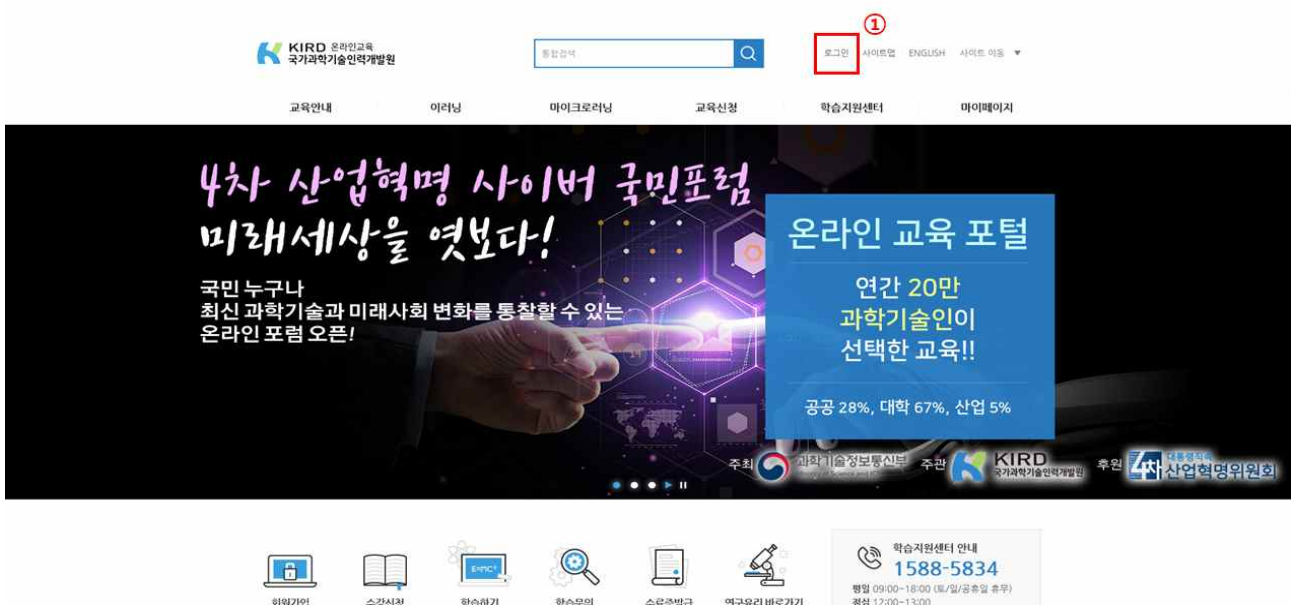 ①
KIRD 온라인교육
국가과학기술인력개발원
통합검색
로그인 사이트맵 ENGLISH 사이트 이동 ▼
교육안내 이러닝 마이크로러닝 교육신청 학습지원센터 마이페이지
4차 산업혁명 사이버 국민포럼
미래세상을 엿보다!
국민 누구나
최신 과학기술과 미래사회 변화를 통찰할 수 있는
온라인 포럼 오픈!
온라인 교육 포털
연간 20만
과학기술인이
선택한 교육!!
공공 28%, 대학 67%, 산업 5%
주최 과학기술정보통신부 주관 KIRD 국가과학기술인력개발원 후원 대통령직속 4차산업혁명위원회
E=mc²
학습지원센터 안내
1588-5834
평일 09:00~18:00 (토/일/공휴일 휴무)
점심 12:00~13:00
회원가입 수강신청 학습하기 학습문의 수료증발급 연구윤리 바로가기